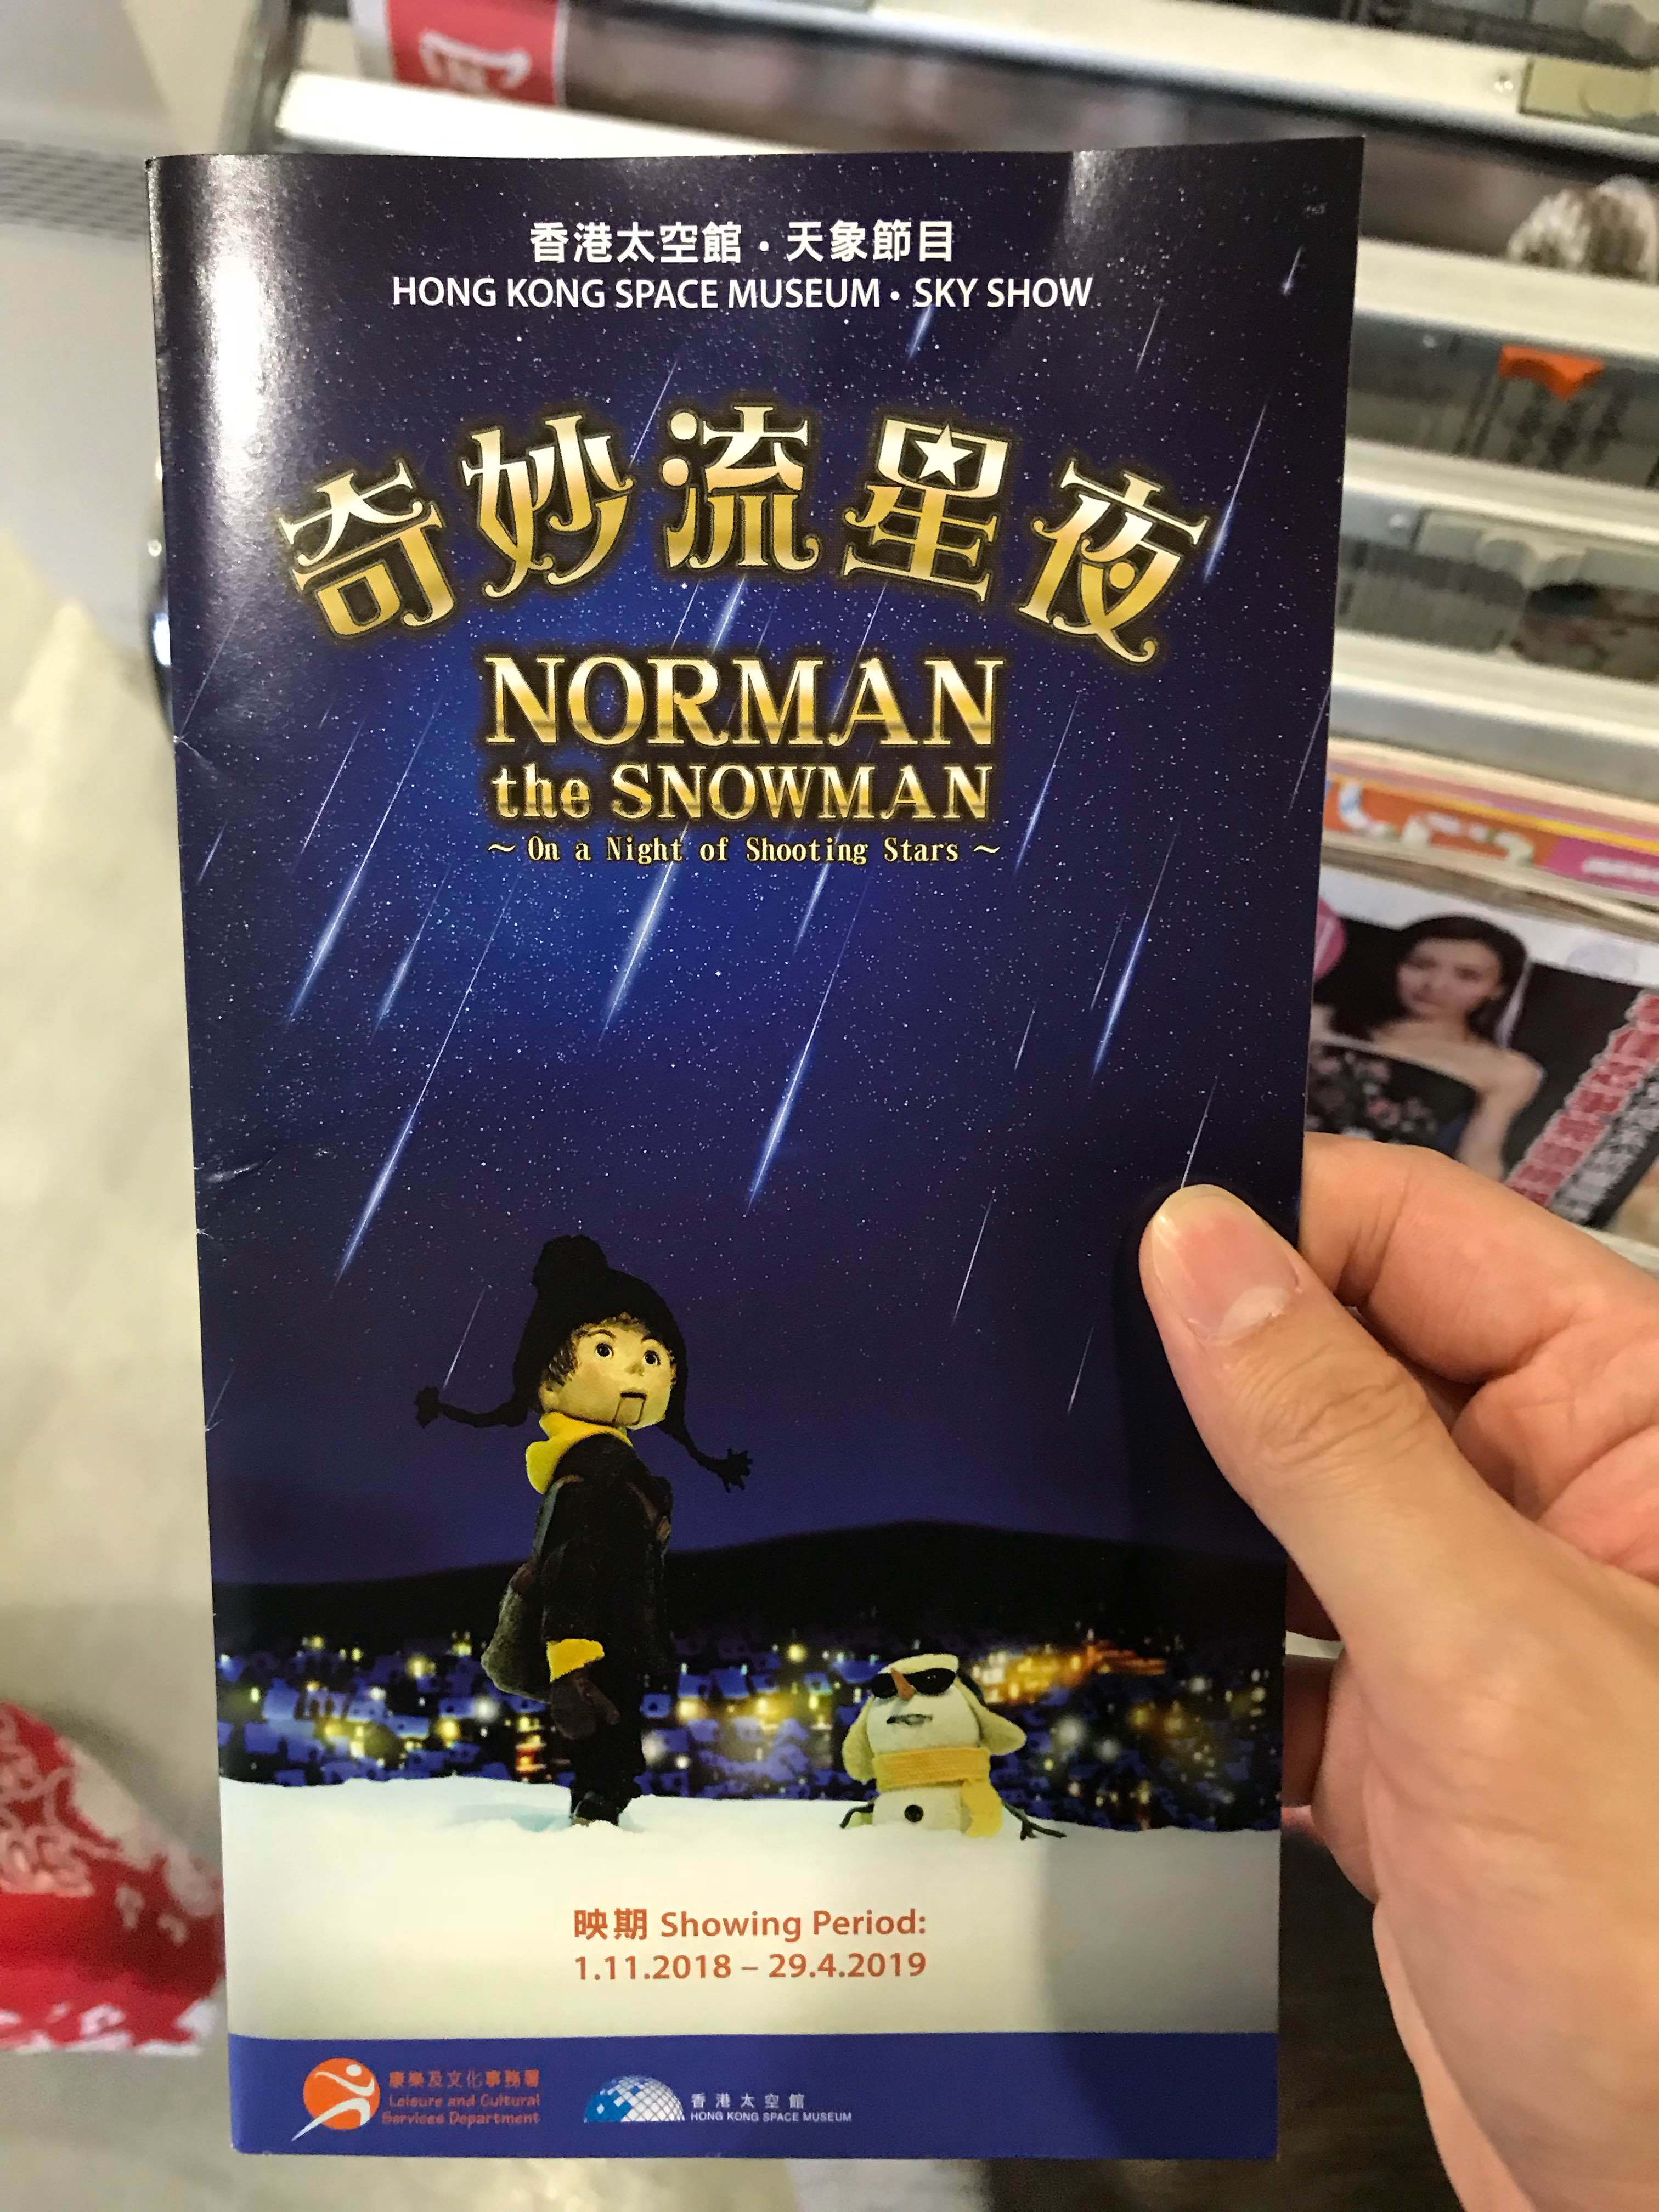 香港太空館・天象節目
HONG KONG SPACE MUSEUM • SKY SHOW
奇妙流星夜
NORMAN
the SNOWMAN
~ On a Night of Shooting Stars ~
映期 Showing Period:
1.11.2018 – 29.4.2019
康樂及文化事務署
Leisure and Cultural
Services Department
香港太空館
HONG KONG SPACE MUSEUM